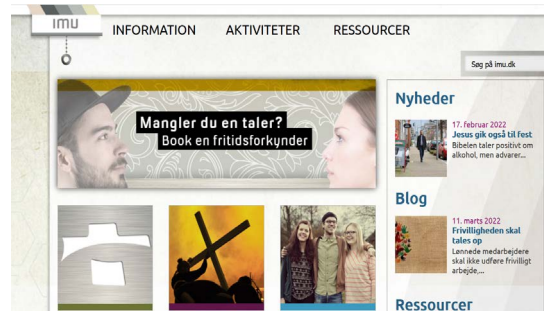 imu
INFORMATION
AKTIVITETER
RESSOURCER
Søg på imu.dk
Mangler du en taler?
Book en fritidsforkynder
Nyheder
17. februar 2022
Jesus gik også til fest
Bibelen taler positivt om
alkohol, men advarer...
Blog
11. marts 2022
Frivilligheden skal
tales op
Lønnede medarbejdere
skal ikke udføre frivilligt
arbejde,...
Ressourcer